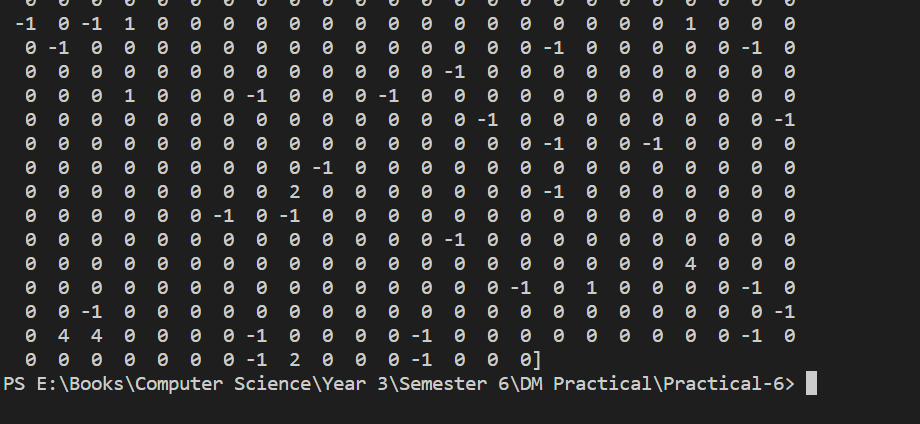 -1 0 -1 1 0 0 0 0 0 0 0 0 0 0 0 0 0 0 0 0 1 0 0 0
0 -1 0 0 0 0 0 0 0 0 0 0 0 0 0 0 -1 0 0 0 0 0 -1 0
0 0 0 0 0 0 0 0 0 0 0 0 0 -1 0 0 0 0 0 0 0 0 0 0
0 0 0 1 0 0 0 -1 0 0 0 -1 0 0 0 0 0 0 0 0 0 0 0 0
0 0 0 0 0 0 0 0 0 0 0 0 0 0 -1 0 0 0 0 0 0 0 0 -1
0 0 0 0 0 0 0 0 0 0 0 0 0 0 0 0 -1 0 0 -1 0 0 0 0
0 0 0 0 0 0 0 0 0 -1 0 0 0 0 0 0 0 0 0 0 0 0 0 0
0 0 0 0 0 0 0 0 2 0 0 0 0 0 0 0 -1 0 0 0 0 0 0 0
0 0 0 0 0 0 -1 0 -1 0 0 0 0 0 0 0 0 0 0 0 0 0 0 0
0 0 0 0 0 0 0 0 0 0 0 0 0 -1 0 0 0 0 0 0 0 0 0 0
0 0 0 0 0 0 0 0 0 0 0 0 0 0 0 0 0 0 0 0 4 0 0 0
0 0 0 0 0 0 0 0 0 0 0 0 0 0 0 -1 0 1 0 0 0 0 -1 0
0 0 -1 0 0 0 0 0 0 0 0 0 0 0 0 0 0 0 0 0 0 0 0 -1
0 4 4 0 0 0 0 -1 0 0 0 0 -1 0 0 0 0 0 0 0 0 0 -1 0
0 0 0 0 0 0 0 -1 2 0 0 0 -1 0 0 0]
PS E:\Books\Computer Science\Year 3\Semester 6\DM Practical\Practical-6>